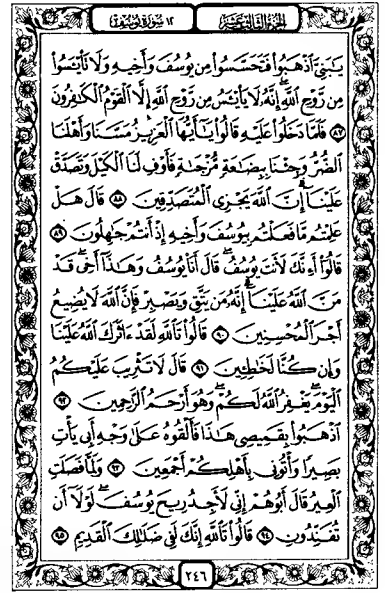 الجزء الثالث عشر
١٢ سورة يوسف
يَٰبَنِىَّ ٱذْهَبُوا۟ فَتَحَسَّسُوا۟ مِن يُوسُفَ وَأَخِيهِ وَلَا تَا۟يْـَٔسُوا۟
مِن رَّوْحِ ٱللَّهِ إِنَّهُۥ لَا يَا۟يْـَٔسُ مِن رَّوْحِ ٱللَّهِ إِلَّا ٱلْقَوْمُ ٱلْكَٰفِرُونَ
٨٧ فَلَمَّا دَخَلُوا۟ عَلَيْهِ قَالُوا۟ يَٰٓأَيُّهَا ٱلْعَزِيزُ مَسَّنَا وَأَهْلَنَا
ٱلضُّرُّ وَجِئْنَا بِبِضَٰعَةٍ مُّزْجَىٰةٍ فَأَوْفِ لَنَا ٱلْكَيْلَ وَتَصَدَّقْ
عَلَيْنَآ إِنَّ ٱللَّهَ يَجْزِى ٱلْمُتَصَدِّقِينَ ٨٨ قَالَ هَلْ
عَلِمْتُم مَّا فَعَلْتُم بِيُوسُفَ وَأَخِيهِ إِذْ أَنتُمْ جَٰهِلُونَ ٨٩
قَالُوٓا۟ أَءِنَّكَ لَأَنتَ يُوسُفُ قَالَ أَنَا۠ يُوسُفُ وَهَٰذَآ أَخِى قَدْ
مَنَّ ٱللَّهُ عَلَيْنَآ إِنَّهُۥ مَن يَتَّقِ وَيَصْبِرْ فَإِنَّ ٱللَّهَ لَا يُضِيعُ
أَجْرَ ٱلْمُحْسِنِينَ ٩٠ قَالُوا۟ تَٱللَّهِ لَقَدْ ءَاثَرَكَ ٱللَّهُ عَلَيْنَا
وَإِن كُنَّا لَخَٰطِـِٔينَ ٩١ قَالَ لَا تَثْرِيبَ عَلَيْكُمُ
ٱلْيَوْمَ يَغْفِرُ ٱللَّهُ لَكُمْ وَهُوَ أَرْحَمُ ٱلرَّٰحِمِينَ ٩٢
ٱذْهَبُوا۟ بِقَمِيصِى هَٰذَا فَأَلْقُوهُ عَلَىٰ وَجْهِ أَبِى يَأْتِ
بَصِيرًا وَأْتُونِى بِأَهْلِكُمْ أَجْمَعِينَ ٩٣ وَلَمَّا فَصَلَتِ
ٱلْعِيرُ قَالَ أَبُوهُمْ إِنِّى لَأَجِدُ رِيحَ يُوسُفَ لَوْلَآ أَن
تُفَنِّدُونِ ٩٤ قَالُوا۟ تَٱللَّهِ إِنَّكَ لَفِى ضَلَٰلِكَ ٱلْقَدِيمِ ٩٥
٢٤٦